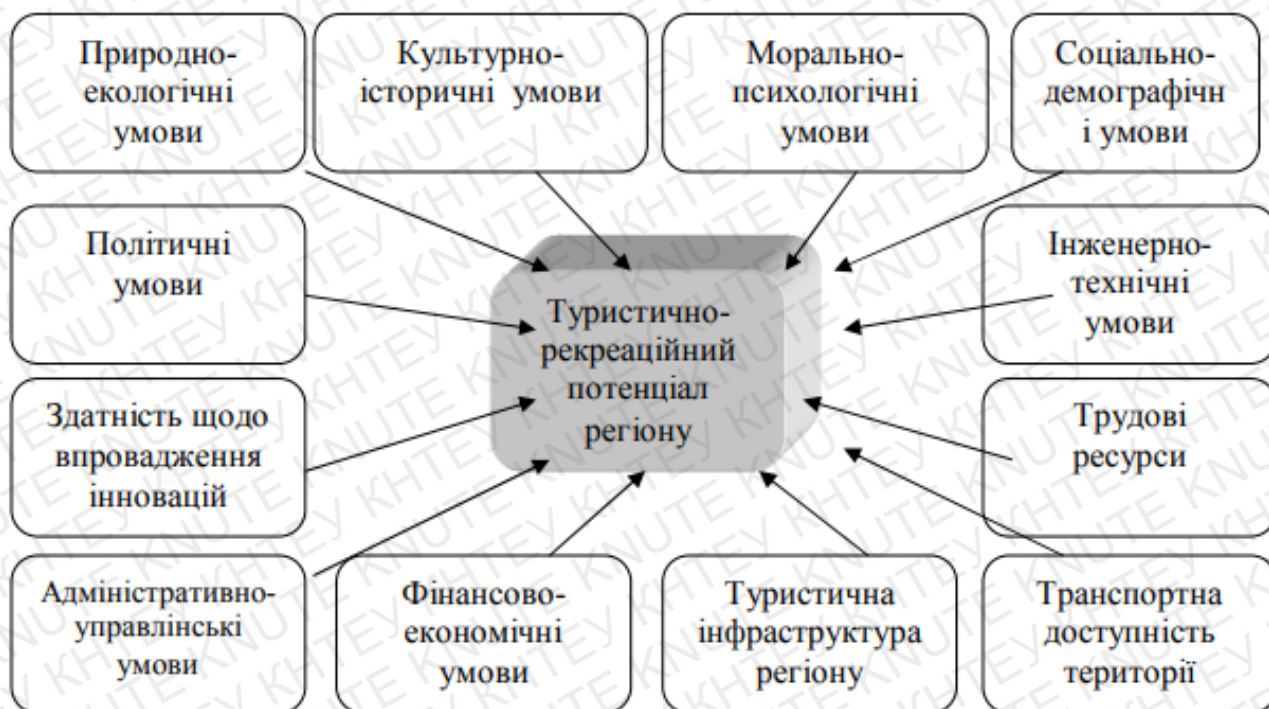 Природно-
екологічні
умови
Культурно-
історичні умови
Морально-
психологічні
умови
Соціально-
демографічн
і умови
Політичні
умови
Інженерно-
технічні
умови
Туристично-
рекреаційний
потенціал
регіону
Здатність щодо
впровадження
інновацій
Трудові
ресурси
Адміністративно-
управлінські
умови
Фінансово-
економічні
умови
Туристична
інфраструктура
регіону
Транспортна
доступність
території